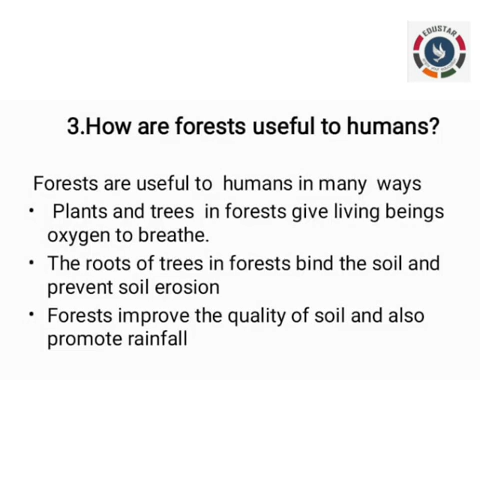 EDUSTAR
3.How are forests useful to humans?
Forests are useful to humans in many ways
• Plants and trees in forests give living beings
oxygen to breathe.
• The roots of trees in forests bind the soil and
prevent soil erosion
• Forests improve the quality of soil and also
promote rainfall